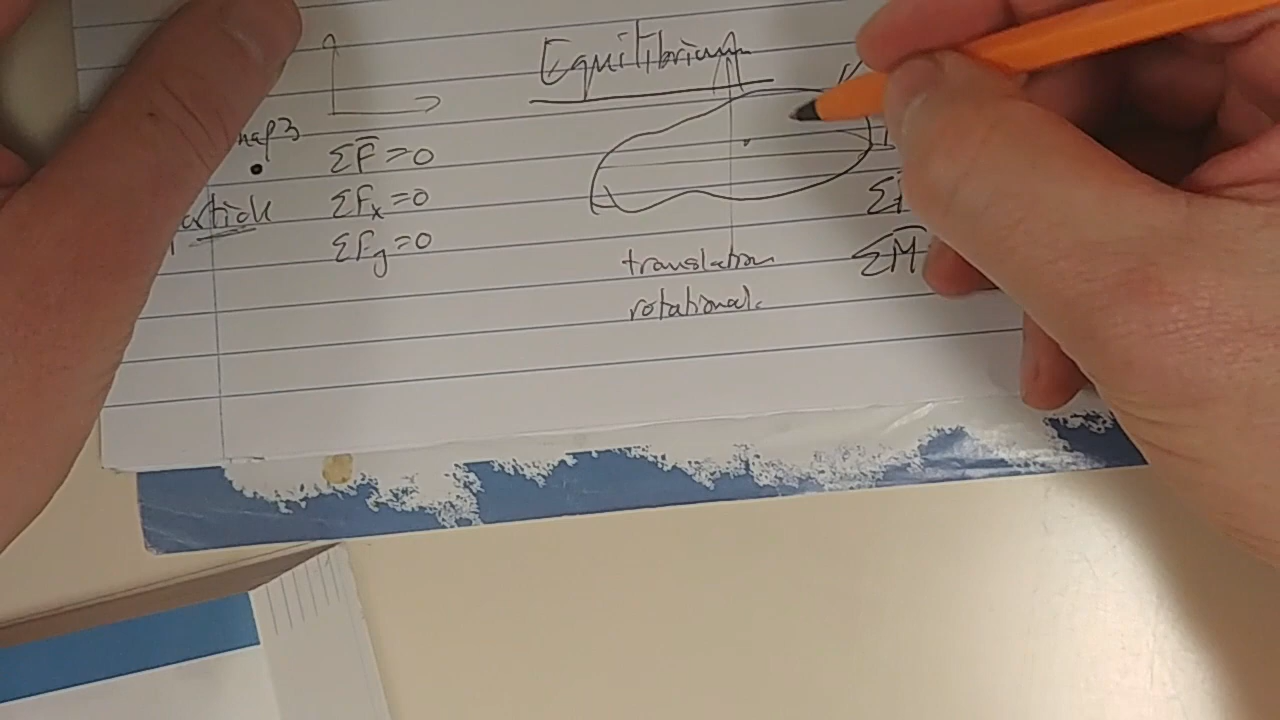 Equilibrium
ΣF̅=0
ΣFx=0
ΣFy=0
translation
rotational.
ΣM